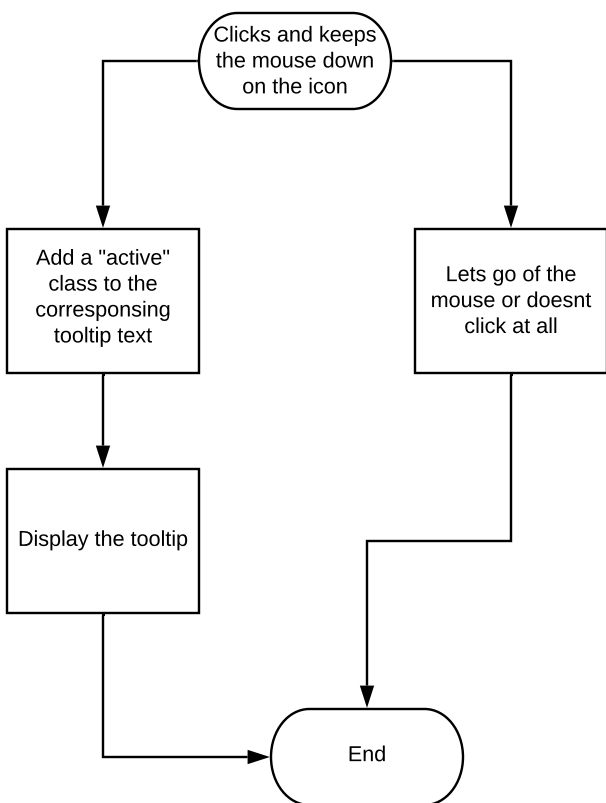 Clicks and keeps
the mouse down
on the icon
Add a "active"
class to the
corresponsing
tooltip text
Lets go of the
mouse or doesnt
click at all
Display the tooltip
End